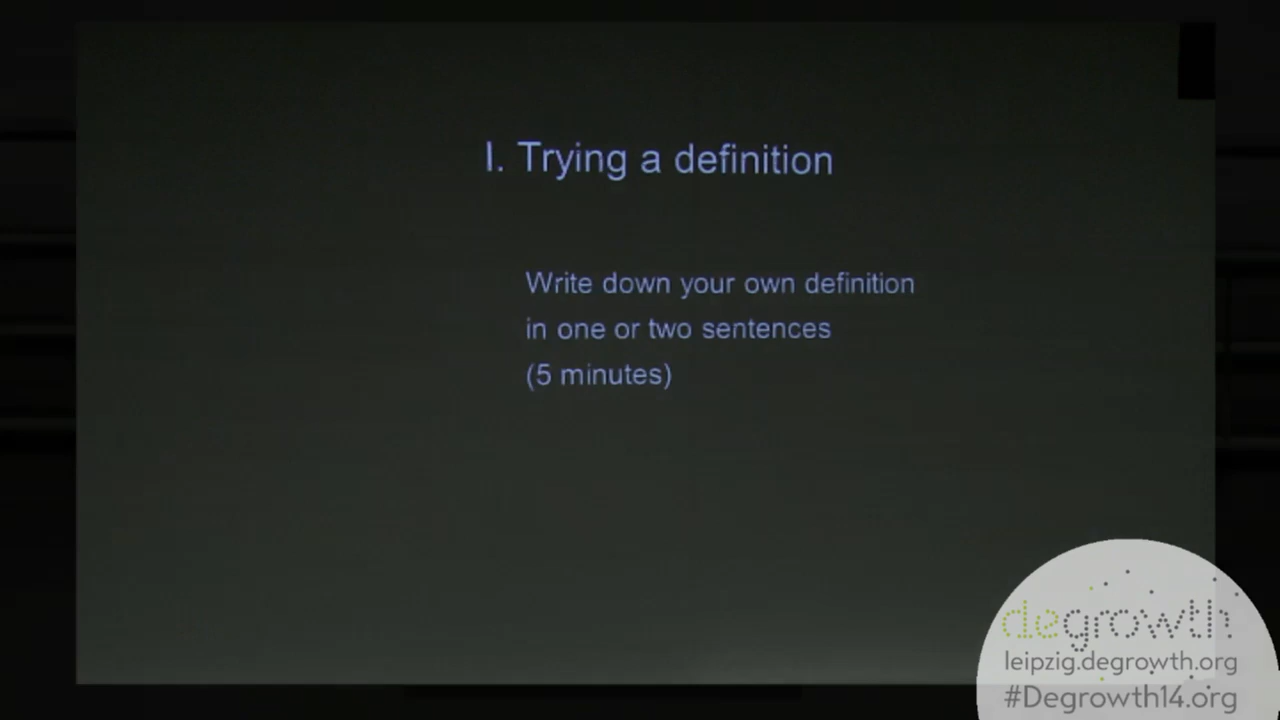 I. Trying a definition
Write down your own definition
in one or two sentences
(5 minutes)
degrowth
leipzig.degrowth.org
#Degrowth14.org